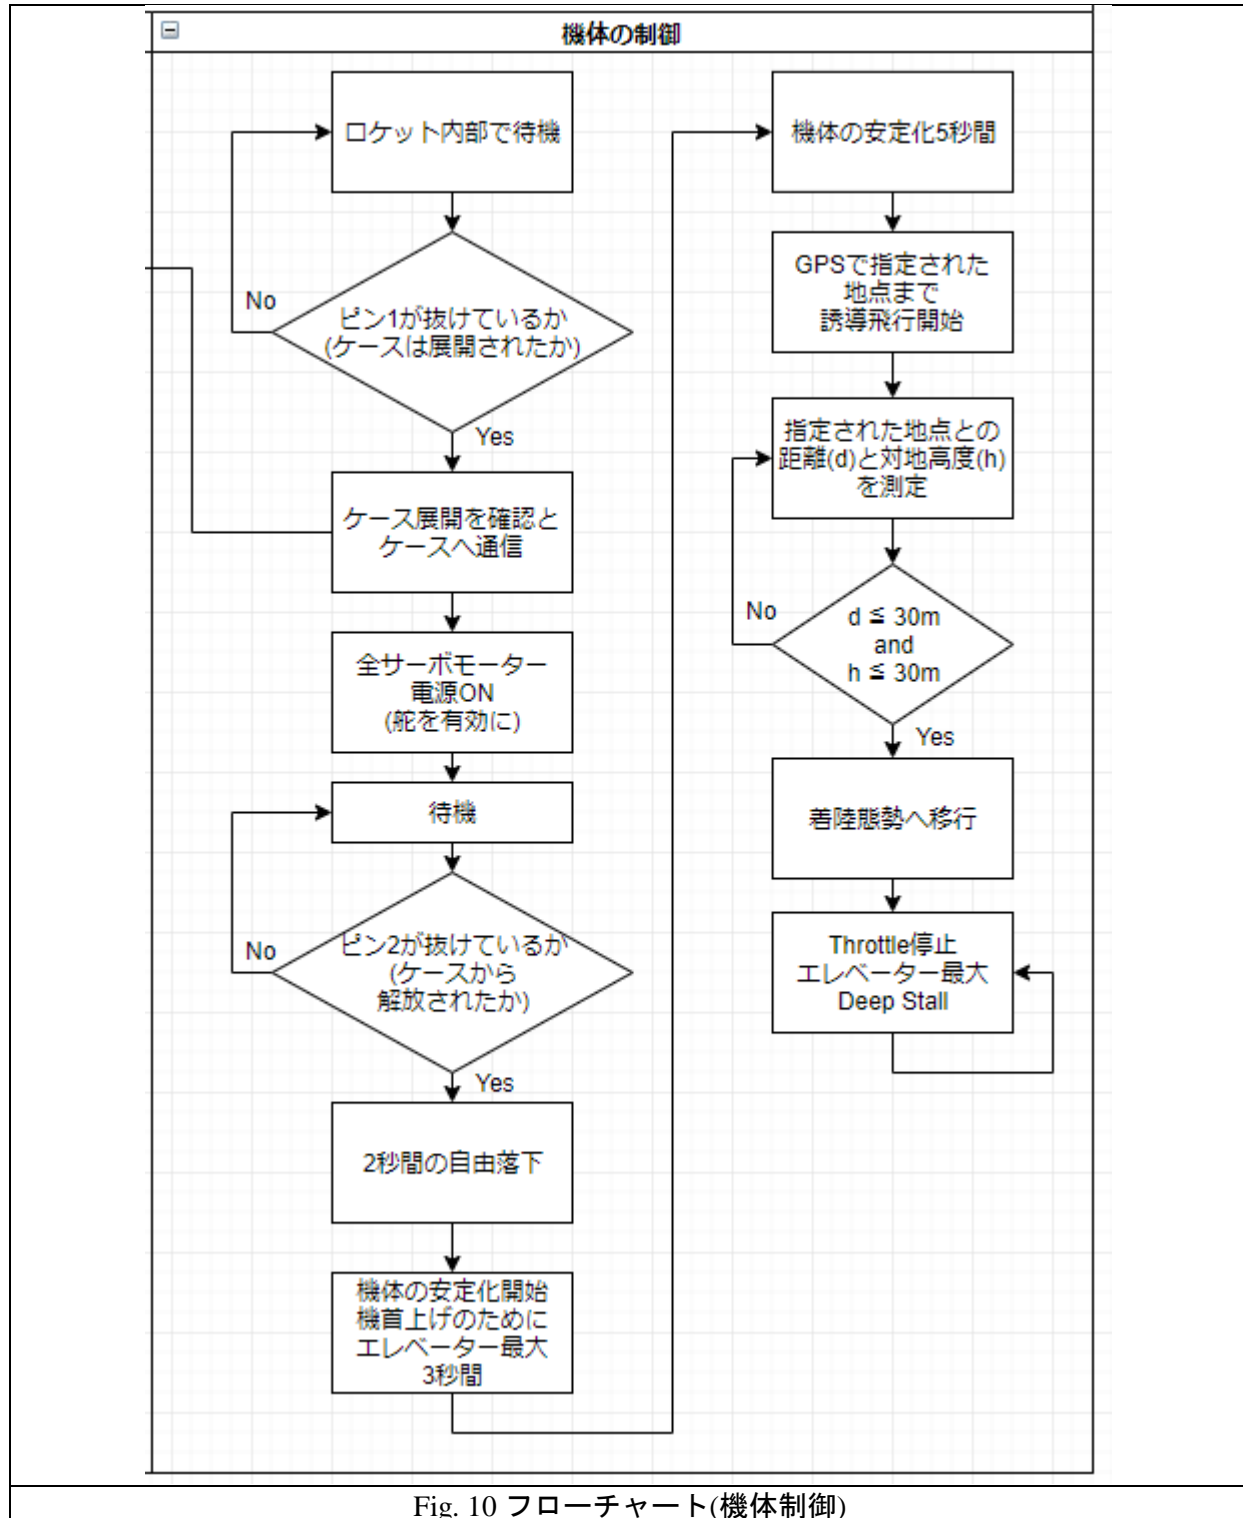 機体の制御
ロケット内部で待機
No
ピン1が抜けているか
(ケースは展開されたか)
Yes
ケース展開を確認と
ケースへ通信
全サーボモーター
電源ON
(舵を有効に)
待機
No
ピン2が抜けているか
(ケースから
解放されたか)
Yes
2秒間の自由落下
機体の安定化開始
機首上げのために
エレベーター最大
3秒間
機体の安定化5秒間
GPSで指定された
地点まで
誘導飛行開始
指定された地点との
距離(d)と対地高度(h)
を測定
No
d ≦ 30m
and
h ≦ 30m
Yes
着陸態勢へ移行
Throttle停止
エレベーター最大
Deep Stall
Fig. 10 フローチャート(機体制御)